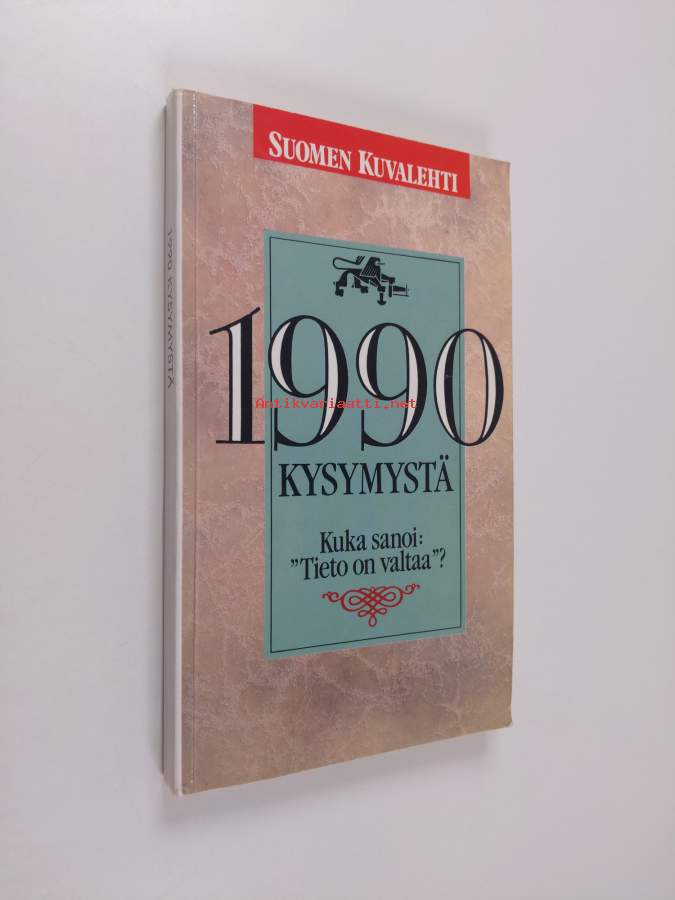 SUOMEN KUVALEHTI
1990
KYSYMYSTÄ
Kuka sanoi:
"Tieto on valtaa"?
1990 KYSYMYSTÄ
Antikvariaatti.net